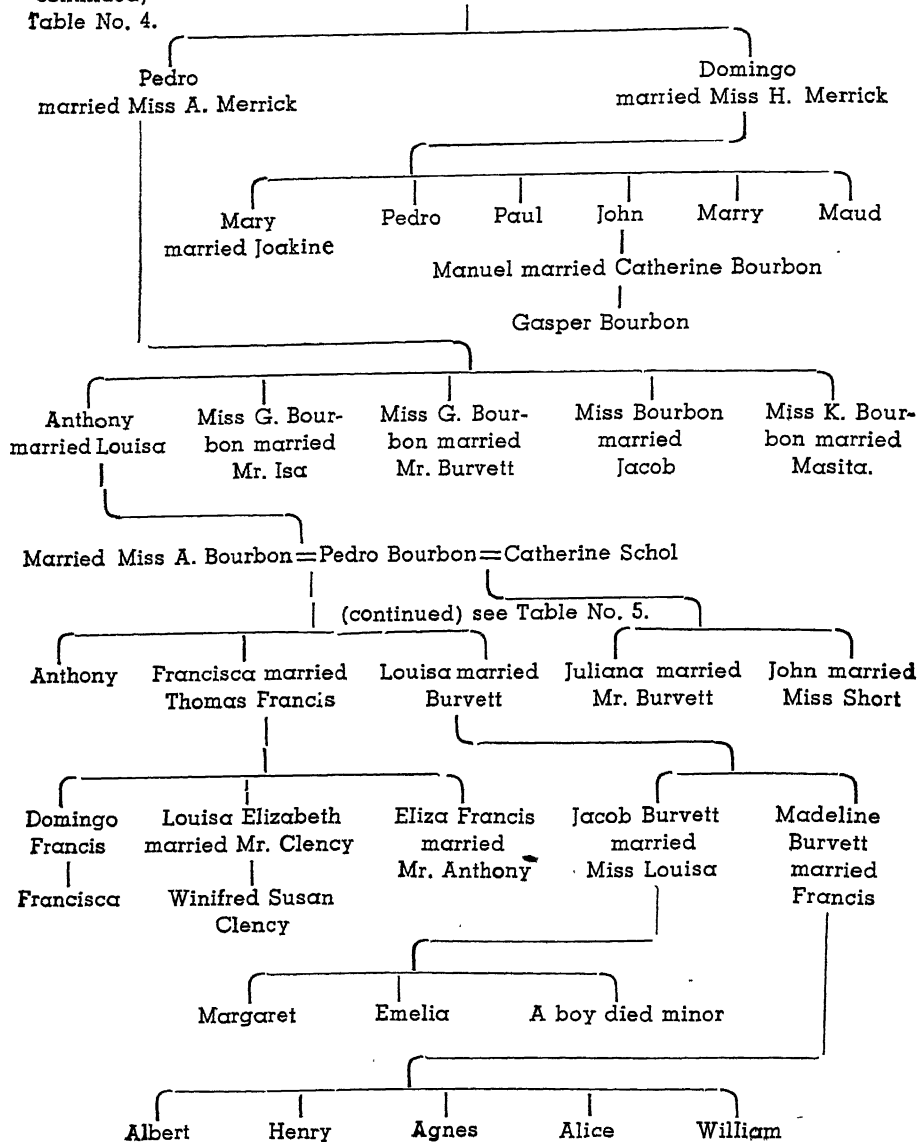 Table No. 4.
Pedro
married Miss A. Merrick
Domingo
married Miss H. Merrick
Mary
married Joakine
Pedro
Paul
John
Marry
Maud
Manuel married Catherine Bourbon
Gasper Bourbon
Anthony
married Louisa
Miss G. Bour-
bon married
Mr. Isa
Miss G. Bour-
bon married
Mr. Burvett
Miss Bourbon
married
Jacob
Miss K. Bour-
bon married
Masita.
Married Miss A. Bourbon=Pedro Bourbon=Catherine Schol
(continued) see Table No. 5.
Anthony
Francisca married
Thomas Francis
Louisa married
Burvett
Juliana married
Mr. Burvett
John married
Miss Short
Domingo
Francis
Francisca
Louisa Elizabeth
married Mr. Clency
Winifred Susan
Clency
Eliza Francis
married
Mr. Anthony
Jacob Burvett
married
Miss Louisa
Madeline
Burvett
married
Francis
Margaret
Emelia
A boy died minor
Albert
Henry
Agnes
Alice
William